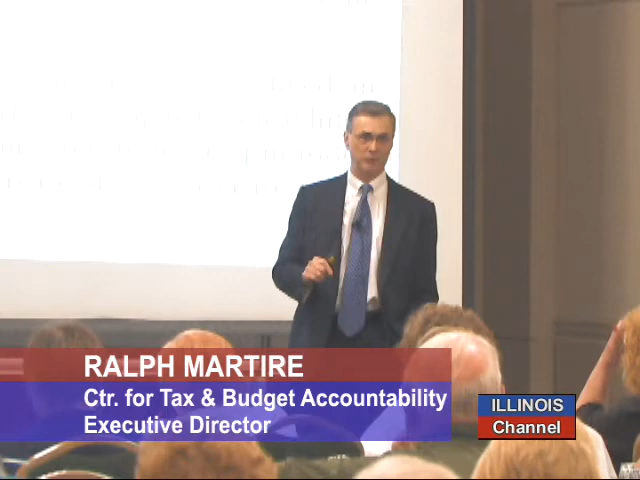 RALPH MARTIRE
Ctr. for Tax & Budget Accountability
Executive Director
ILLINOIS
Channel